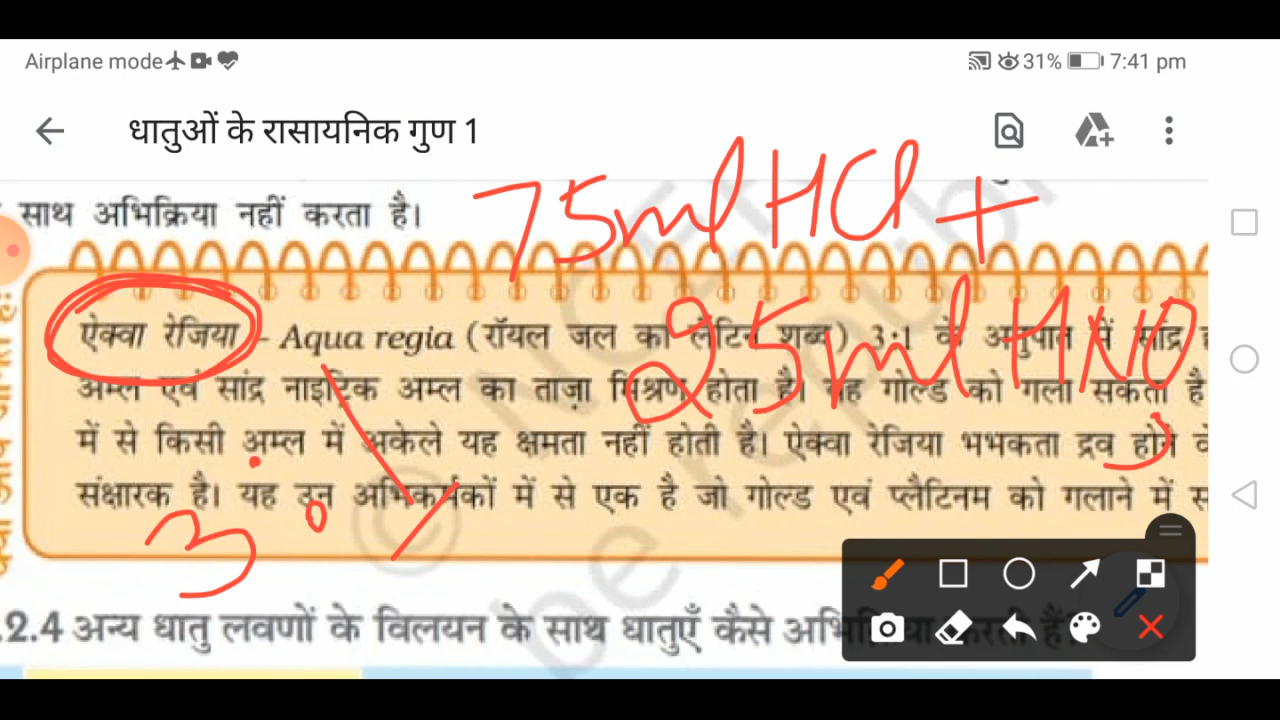 Airplane mode 31% 7:41 pm
धातुओं के रासायनिक गुण 1
साथ अभिक्रिया नहीं करता है।
75ml HCl +
25ml HNO3
ऐक्वा रेजिया - Aqua regia (रॉयल जल का लैटिन शब्द) 3:1 के अनुपात में सांद्र
अम्ल एवं सांद्र नाइट्रिक अम्ल का ताज़ा मिश्रण होता है। यह गोल्ड को गला सकता है
में से किसी अम्ल में अकेले यह क्षमता नहीं होती है। ऐक्वा रेजिया भभकता द्रव होने
संक्षारक है। यह उन अभिकर्मकों में से एक है जो गोल्ड एवं प्लैटिनम को गलाने में
3:1
.2.4 अन्य धातु लवणों के विलयन के साथ धातुएँ कैसे अभिक्रिया करती हैं